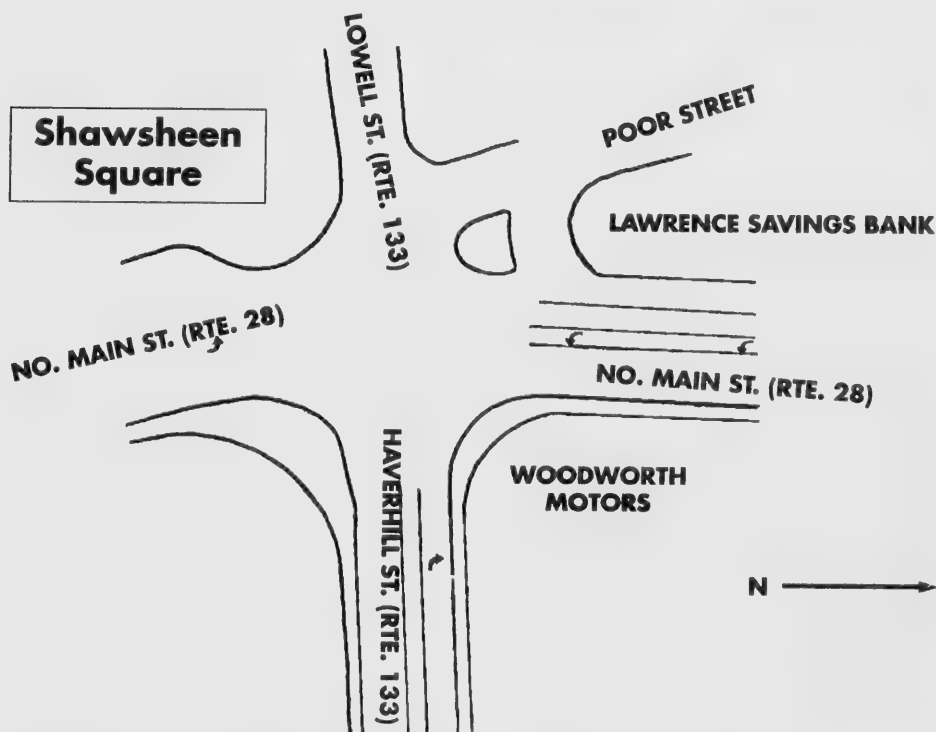 Shawsheen
Square
LOWELL ST. (RTE. 133)
POOR STREET
LAWRENCE SAVINGS BANK
NO. MAIN ST. (RTE. 28)
NO. MAIN ST. (RTE. 28)
HAVERHILL ST. (RTE. 133)
WOODWORTH
MOTORS
N